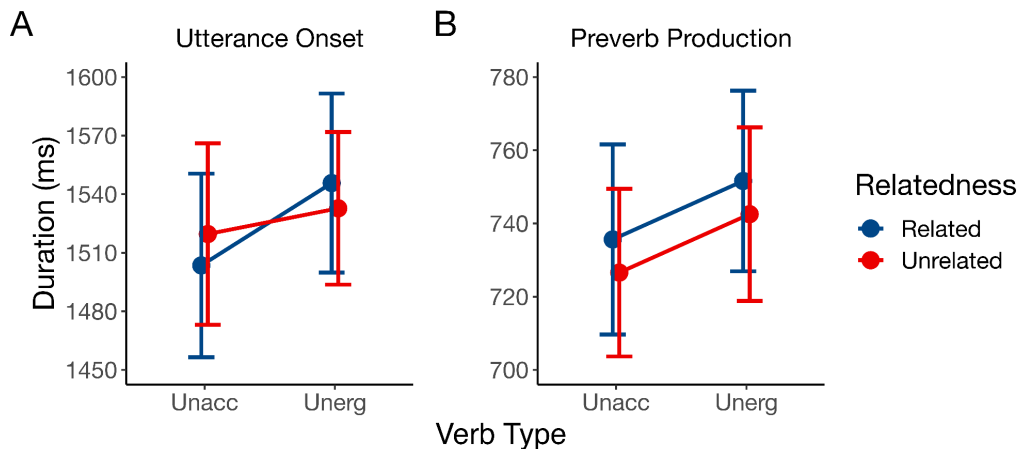 A
Utterance Onset
B
Preverb Production
Duration (ms)
1600
1570
1540
1510
1480
1450
Unacc
Unerg
780
760
740
720
700
Unacc
Unerg
Verb Type
Relatedness
Related
Unrelated